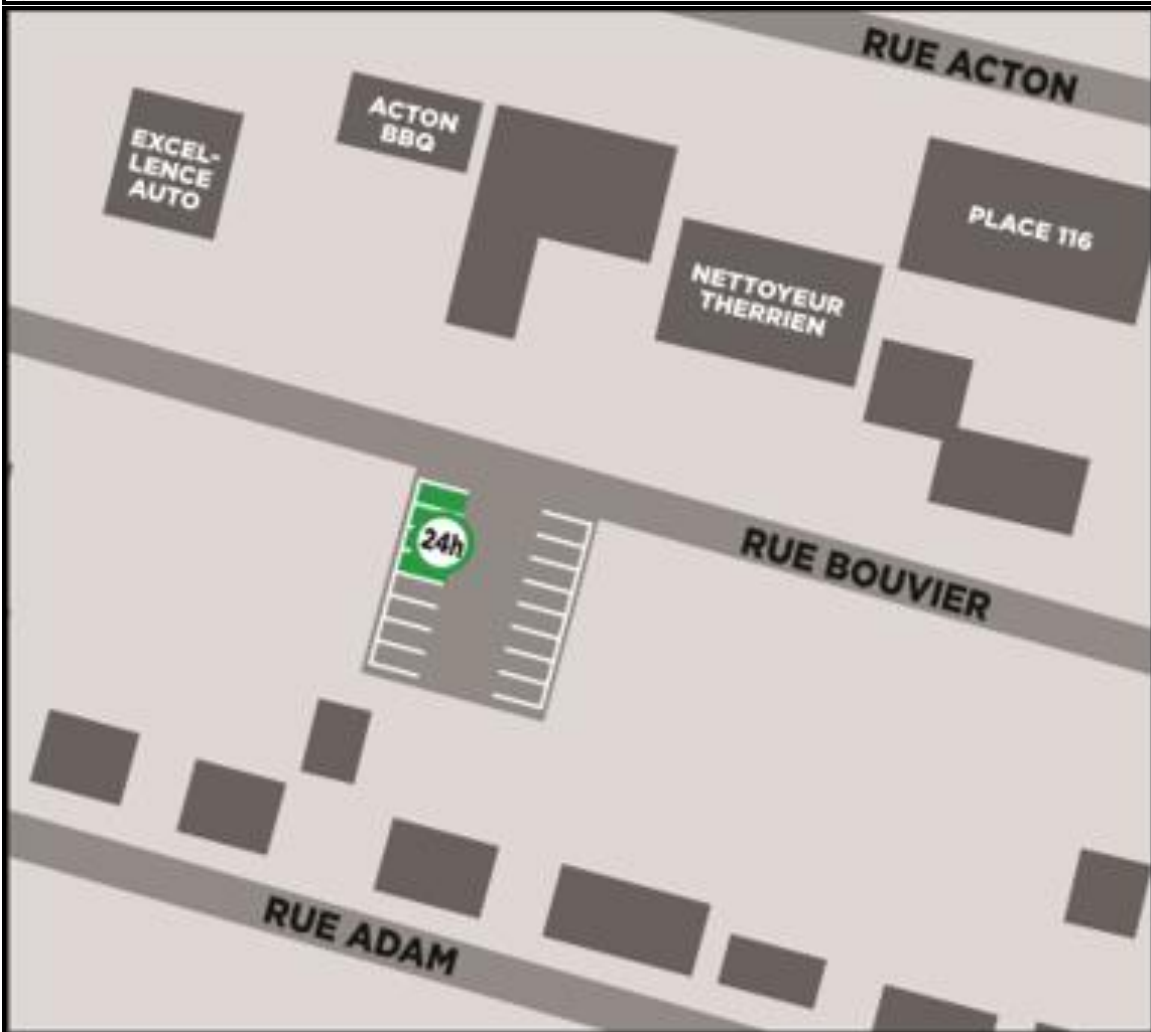 RUE ACTON
ACTON
BBQ
EXCEL-
LENCE
AUTO
PLACE 116
NETTOYEUR
THERRIEN
24h
RUE BOUVIER
RUE ADAM